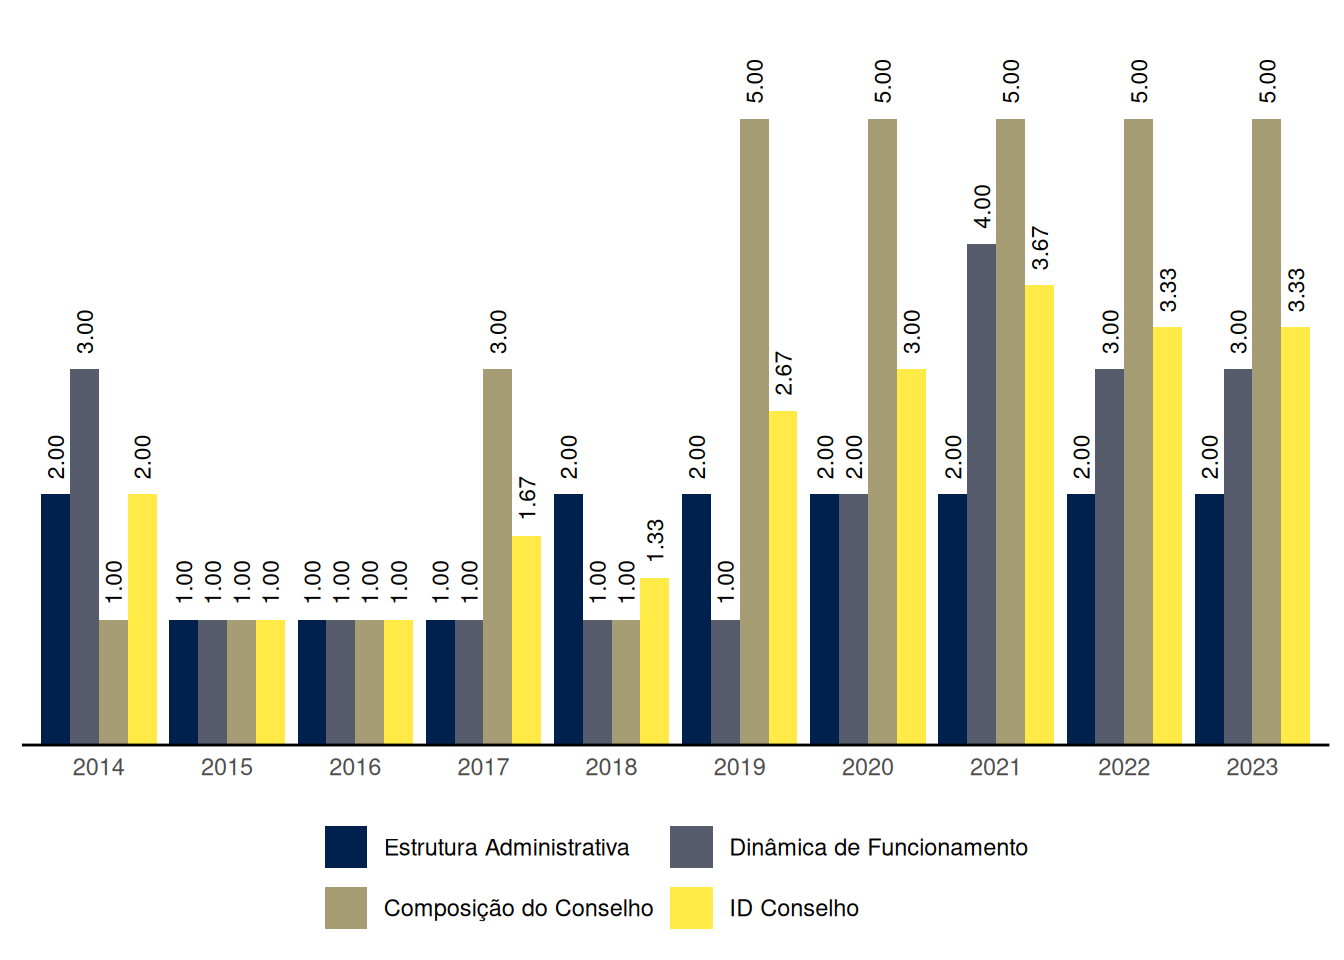 5.00 5.00 5.00 5.00 5.00
4.00
3.67
3.00 3.00 3.00 3.00 3.33 3.00 3.33
2.67
2.00 2.00 2.00 2.00 2.00 2.00 2.00 2.00 2.00
1.67
1.33
1.00 1.00 1.00 1.00 1.00 1.00 1.00 1.00 1.00 1.00 1.00 1.00 1.00 1.00
2014 2015 2016 2017 2018 2019 2020 2021 2022 2023
Estrutura Administrativa Dinâmica de Funcionamento
Composição do Conselho ID Conselho